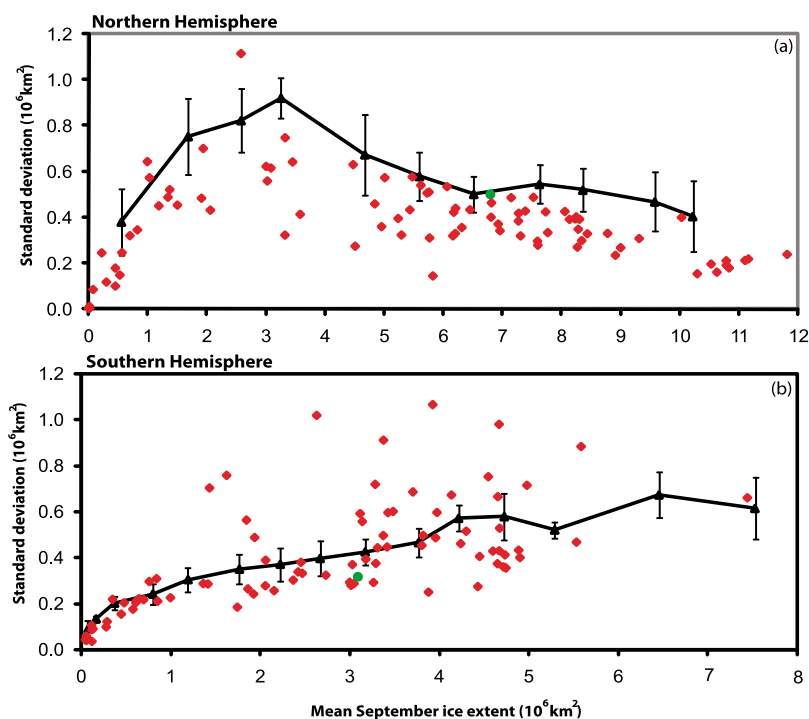 Northern Hemisphere
(a)
Standard deviation (10⁶km²)
1.2
1.0
0.8
0.6
0.4
0.2
0.0
0 1 2 3 4 5 6 7 8 9 10 11 12
Southern Hemisphere
(b)
Standard deviation (10⁶km²)
1.2
1.0
0.8
0.6
0.4
0.2
0.0
0 1 2 3 4 5 6 7 8
Mean September ice extent (10⁶km²)